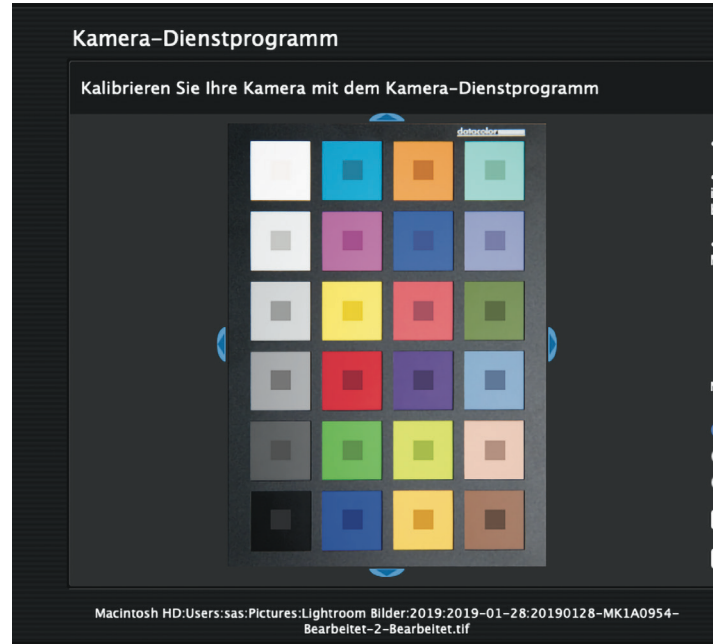 Kamera-Dienstprogramm
Kalibrieren Sie Ihre Kamera mit dem Kamera-Dienstprogramm
datacolor
Macintosh HD:Users:sas:Pictures:Lightroom Bilder:2019:2019-01-28:20190128-MK1A0954-
Bearbeitet-2-Bearbeitet.tif